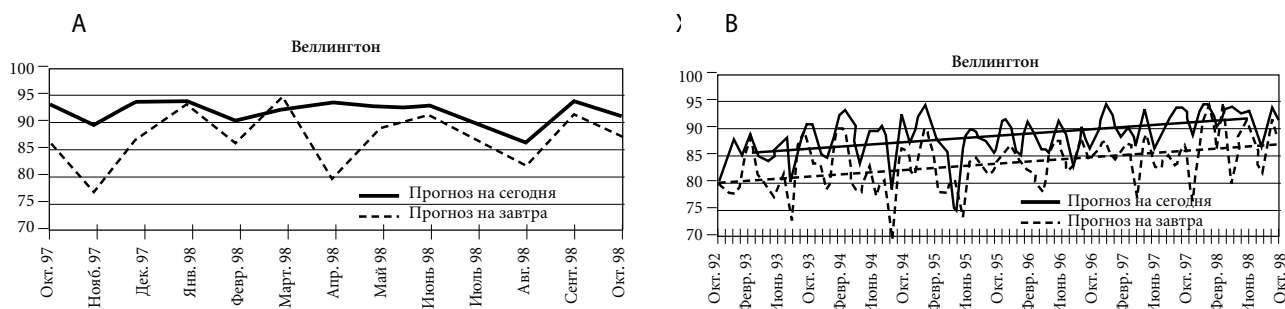 А
Веллингтон
100
95
90
85
80
75
70
Прогноз на сегодня
Прогноз на завтра
Окт. 97
Нояб. 97
Дек. 97
Янв. 98
Февр. 98
Март. 98
Апр. 98
Май 98
Июнь 98
Июль 98
Авг. 98
Сент. 98
Окт. 98
В
Веллингтон
100
95
90
85
80
75
70
Прогноз на сегодня
Прогноз на завтра
Окт. 92
Февр. 93
Июнь 93
Окт. 93
Февр. 94
Июнь 94
Окт. 94
Февр. 95
Июнь 95
Окт. 95
Февр. 96
Июнь 96
Окт. 96
Февр. 97
Июнь 97
Окт. 97
Февр. 98
Июнь 98
Окт. 98